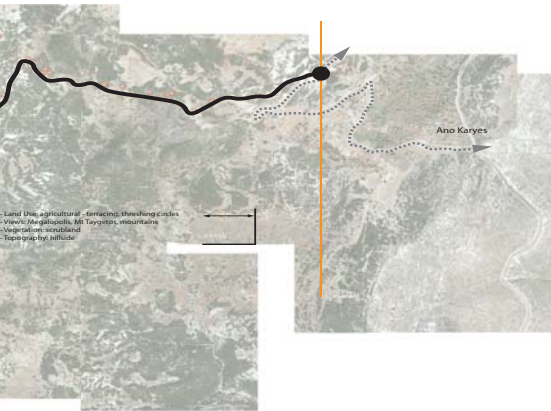 Ano Karyes
- Land Use: agricultural - terracing, threshing circles
- Views: Megalopolis, Mt Taygetos, mountains
- Vegetation: scrubland
- Topography: hillside